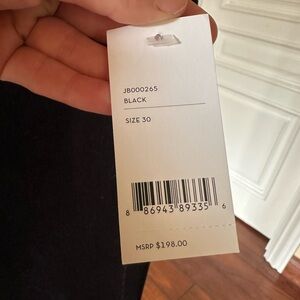 JB000265
BLACK
SIZE 30
8 86943 89335 6
MSRP $198.00